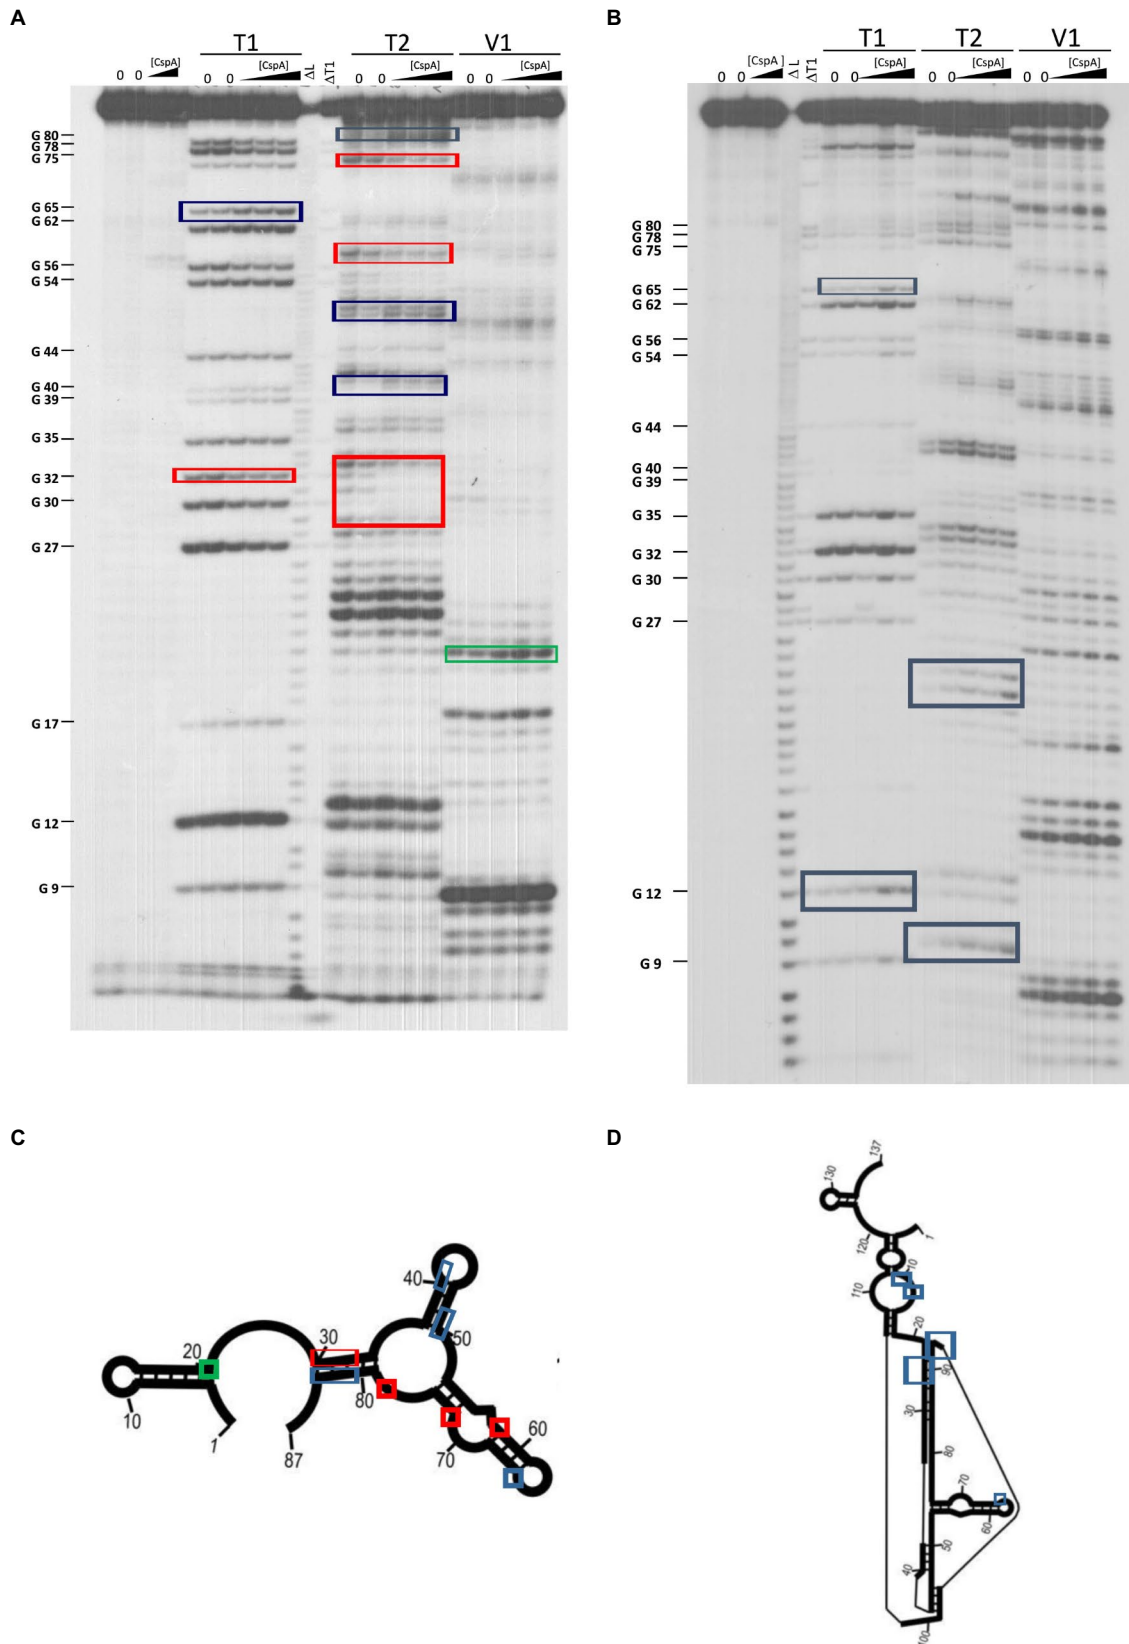 A
T1 T2 V1
0 0 [CspA] 0 0 [CspA] ΔL ΔT1 0 0 [CspA] 0 0 [CspA]
G 80
G 78
G 75
G 65
G 62
G 56
G 54
G 44
G 40
G 39
G 35
G 32
G 30
G 27
G 17
G 12
G 9
B
T1 T2 V1
0 0 [CspA] ΔL ΔT1 0 0 [CspA] 0 [CspA] 0 0 [CspA]
G 80
G 78
G 75
G 65
G 62
G 56
G 54
G 44
G 40
G 39
G 35
G 32
G 30
G 27
G 12
G 9
C
40
50
20
30
80
60
10
1
87
70
D
137
130
1
120
10
110
20
90
30
80
70
60
50
40
100